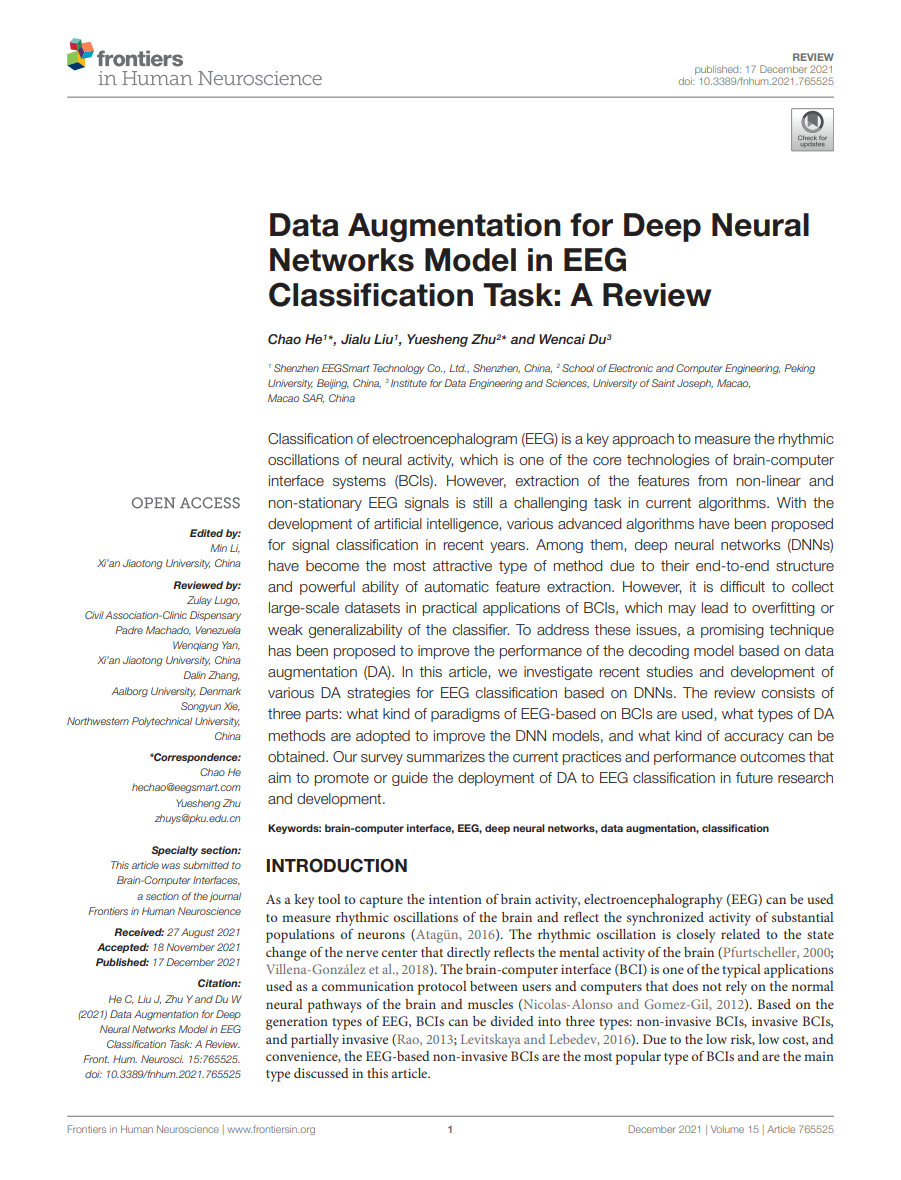 frontiers
in Human Neuroscience
REVIEW
published: 17 December 2021
doi: 10.3389/fnhum.2021.765525
Check for
updates
Data Augmentation for Deep Neural
Networks Model in EEG
Classification Task: A Review
Chao He1*, Jialu Liu1, Yuesheng Zhu2* and Wencai Du3
1 Shenzhen EEGSmart Technology Co., Ltd., Shenzhen, China, 2 School of Electronic and Computer Engineering, Peking
University, Beijing, China, 3 Institute for Data Engineering and Sciences, University of Saint Joseph, Macao,
Macao SAR, China
Classification of electroencephalogram (EEG) is a key approach to measure the rhythmic
oscillations of neural activity, which is one of the core technologies of brain-computer
interface systems (BCIs). However, extraction of the features from non-linear and
non-stationary EEG signals is still a challenging task in current algorithms. With the
development of artificial intelligence, various advanced algorithms have been proposed
for signal classification in recent years. Among them, deep neural networks (DNNs)
have become the most attractive type of method due to their end-to-end structure
and powerful ability of automatic feature extraction. However, it is difficult to collect
large-scale datasets in practical applications of BCIs, which may lead to overfitting or
weak generalizability of the classifier. To address these issues, a promising technique
has been proposed to improve the performance of the decoding model based on data
augmentation (DA). In this article, we investigate recent studies and development of
various DA strategies for EEG classification based on DNNs. The review consists of
three parts: what kind of paradigms of EEG-based on BCIs are used, what types of DA
methods are adopted to improve the DNN models, and what kind of accuracy can be
obtained. Our survey summarizes the current practices and performance outcomes that
aim to promote or guide the deployment of DA to EEG classification in future research
and development.
Keywords: brain-computer interface, EEG, deep neural networks, data augmentation, classification
OPEN ACCESS
Edited by:
Min Li,
Xi'an Jiaotong University, China
Reviewed by:
Zulay Lugo,
Civil Association-Clinic Dispensary
Padre Machado, Venezuela
Wenqiang Yan,
Xi'an Jiaotong University, China
Dalin Zhang,
Aalborg University, Denmark
Songyun Xie,
Northwestern Polytechnical University,
China
*Correspondence:
Chao He
hechao@eegsmart.com
Yuesheng Zhu
zhuys@pku.edu.cn
Specialty section:
This article was submitted to
Brain-Computer Interfaces,
a section of the journal
Frontiers in Human Neuroscience
Received: 27 August 2021
Accepted: 18 November 2021
Published: 17 December 2021
Citation:
He C, Liu J, Zhu Y and Du W
(2021) Data Augmentation for Deep
Neural Networks Model in EEG
Classification Task: A Review.
Front. Hum. Neurosci. 15:765525.
doi: 10.3389/fnhum.2021.765525
INTRODUCTION
As a key tool to capture the intention of brain activity, electroencephalography (EEG) can be used
to measure rhythmic oscillations of the brain and reflect the synchronized activity of substantial
populations of neurons (Atagün, 2016). The rhythmic oscillation is closely related to the state
change of the nerve center that directly reflects the mental activity of the brain (Pfurtscheller, 2000;
Villena-González et al., 2018). The brain-computer interface (BCI) is one of the typical applications
used as a communication protocol between users and computers that does not rely on the normal
neural pathways of the brain and muscles (Nicolas-Alonso and Gomez-Gil, 2012). Based on the
generation types of EEG, BCIs can be divided into three types: non-invasive BCIs, invasive BCIs,
and partially invasive (Rao, 2013; Levitskaya and Lebedev, 2016). Due to the low risk, low cost, and
convenience, the EEG-based non-invasive BCIs are the most popular type of BCIs and are the main
type discussed in this article.
Frontiers in Human Neuroscience | www.frontiersin.org
1
December 2021 | Volume 15 | Article 765525